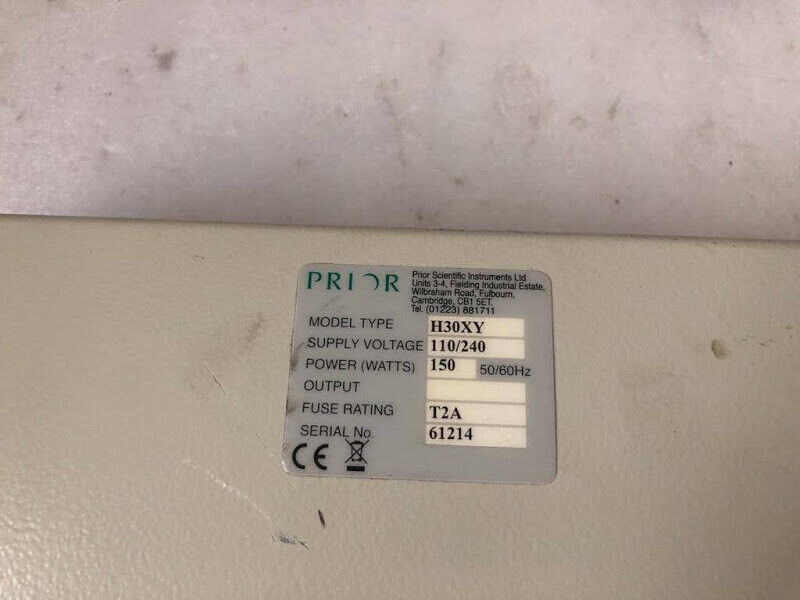 PRIOR
Prior Scientific Instruments Ltd
Units 3-4, Fielding Industrial Estate,
Wilbraham Road, Fulbourn,
Cambridge, CB1 5ET,
Tel. (01223) 881711
MODEL TYPE H30XY
SUPPLY VOLTAGE 110/240
POWER (WATTS) 150 50/60Hz
OUTPUT
FUSE RATING T2A
SERIAL No. 61214
CE